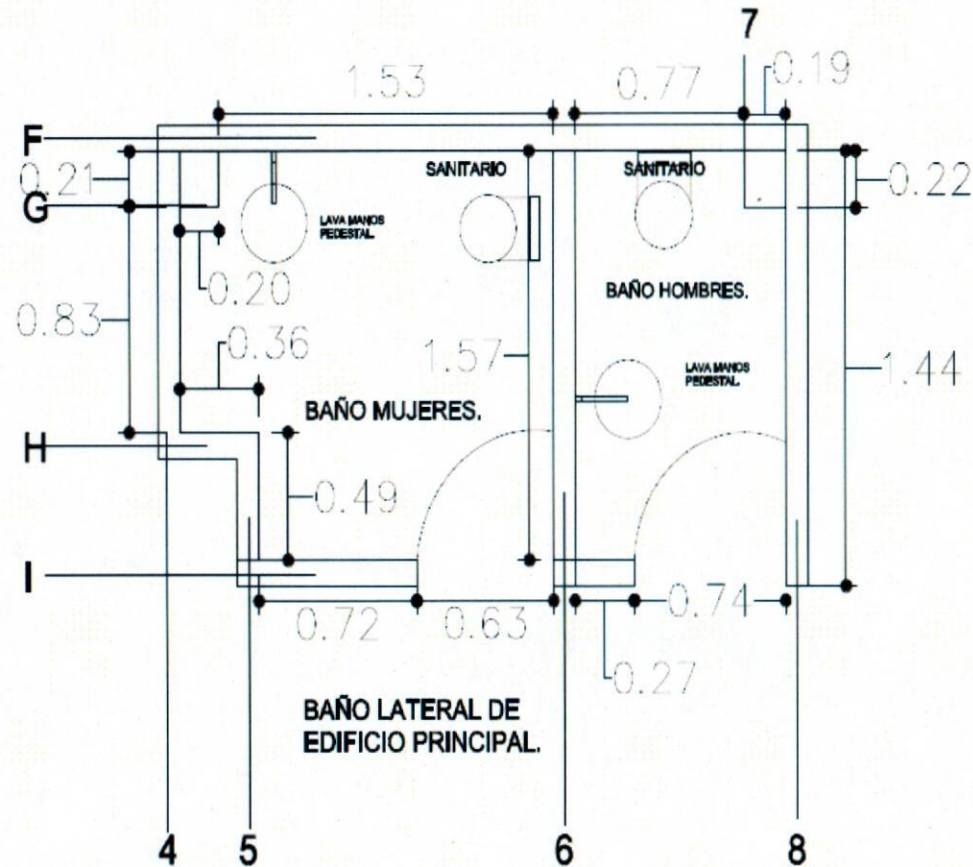 7
0.19
1.53
0.77
F
0.21
SANITARIO
SANITARIO
0.22
G
LAVA MANOS
PEDESTAL
0.20
BAÑO HOMBRES.
0.83
0.36
1.57
1.44
LAVA MANOS
PEDESTAL
BAÑO MUJERES.
H
0.49
I
0.72
0.63
0.74
0.27
BAÑO LATERAL DE
EDIFICIO PRINCIPAL.
4
5
6
8